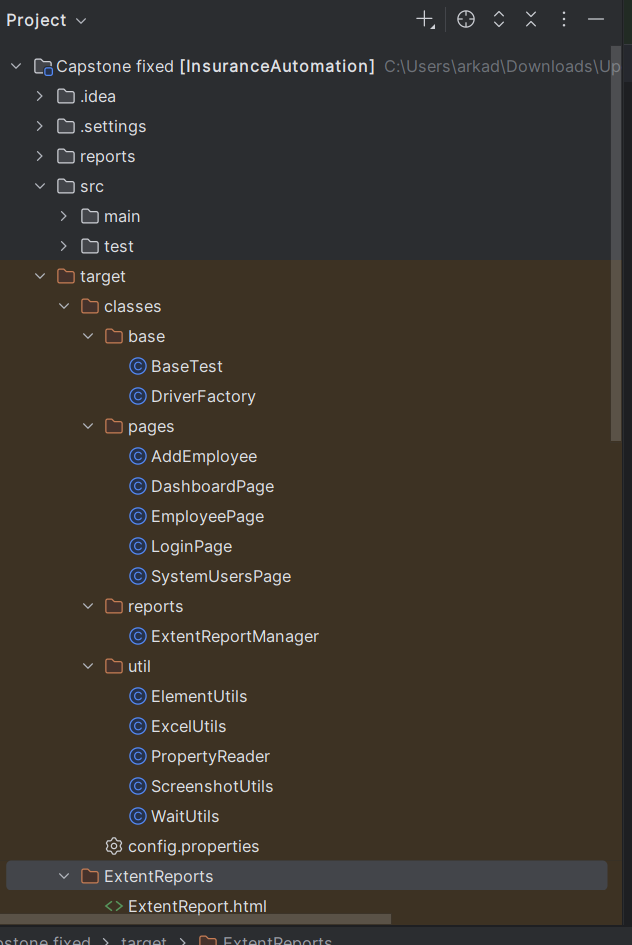 Project
Capstone fixed [InsuranceAutomation] C:\Users\arkad\Downloads\Up
.idea
.settings
reports
src
main
test
target
classes
base
BaseTest
DriverFactory
pages
AddEmployee
DashboardPage
EmployeePage
LoginPage
SystemUsersPage
reports
ExtentReportManager
util
ElementUtils
ExcelUtils
PropertyReader
ScreenshotUtils
WaitUtils
config.properties
ExtentReports
ExtentReport.html
pstone fixed > target > ExtentReports